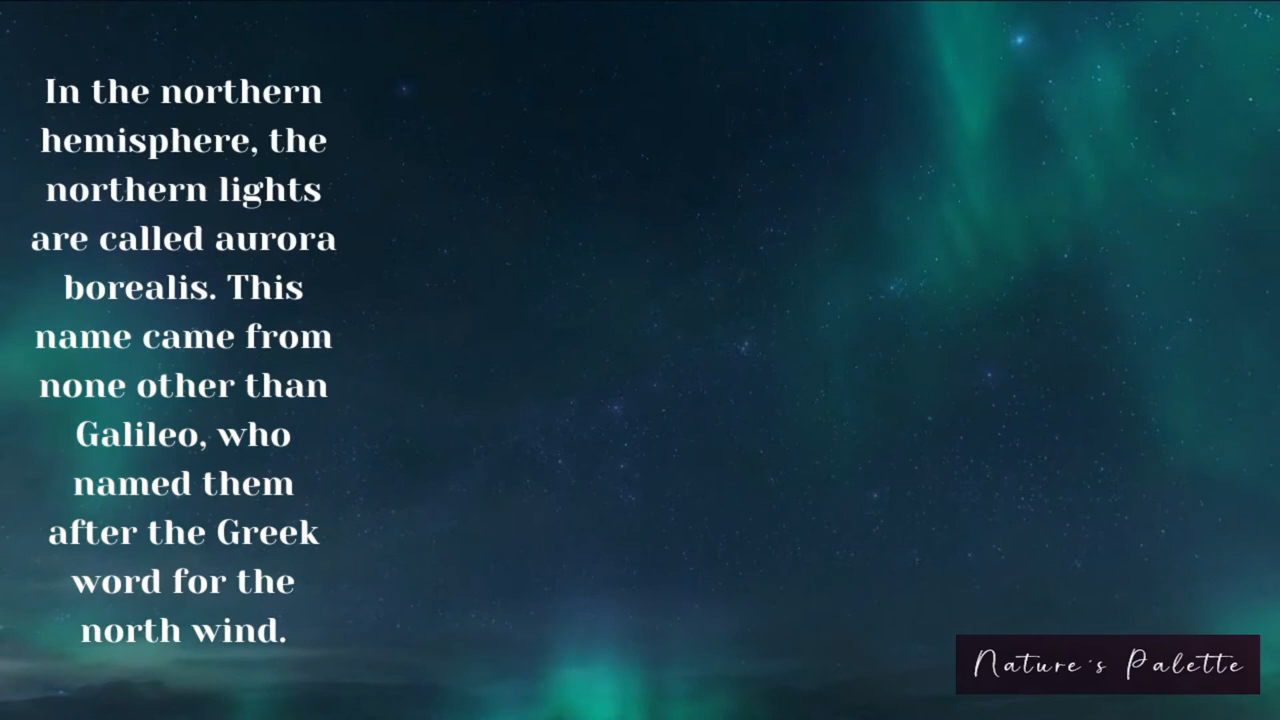 In the northern
hemisphere, the
northern lights
are called aurora
borealis. This
name came from
none other than
Galileo, who
named them
after the Greek
word for the
north wind.
Nature's Palette